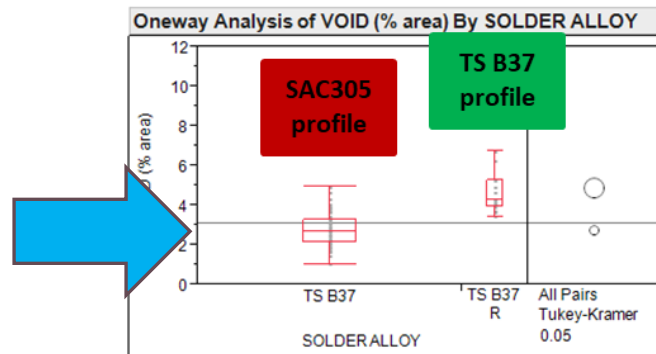 Oneway Analysis of VOID (% area) By SOLDER ALLOY
12
10
8
6
4
2
0
(% area)
SAC305
profile
TS B37
profile
TS B37
TS B37
R
All Pairs
Tukey-Kramer
0.05
SOLDER ALLOY